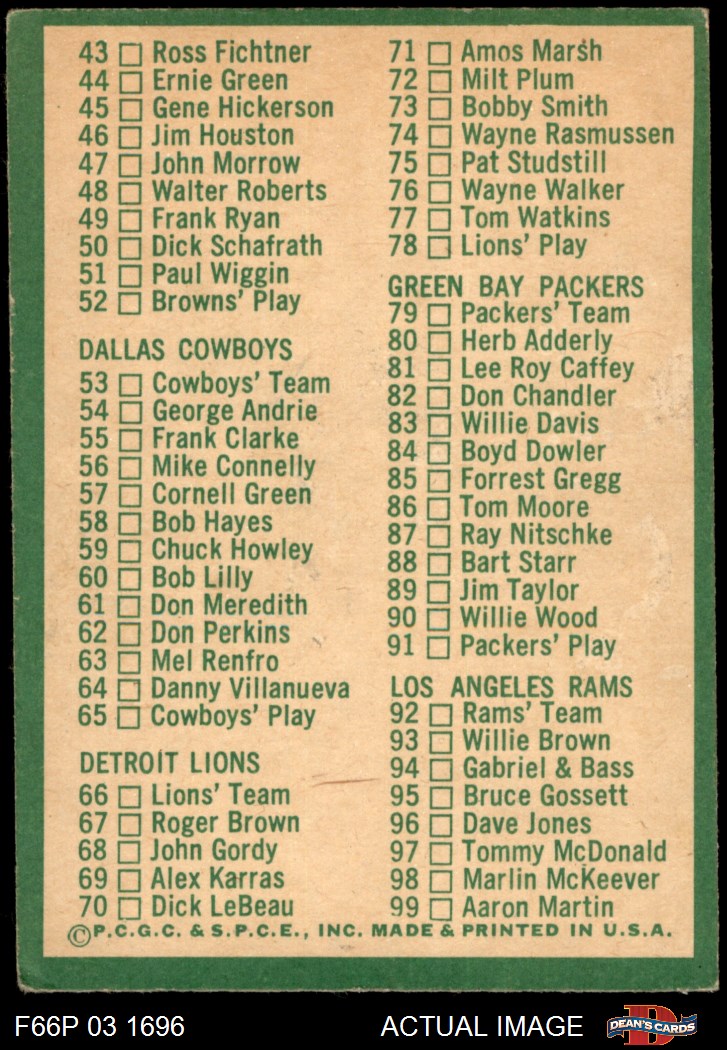 43 Ross Fichtner
44 Ernie Green
45 Gene Hickerson
46 Jim Houston
47 John Morrow
48 Walter Roberts
49 Frank Ryan
50 Dick Schafrath
51 Paul Wiggin
52 Browns' Play
DALLAS COWBOYS
53 Cowboys' Team
54 George Andrie
55 Frank Clarke
56 Mike Connelly
57 Cornell Green
58 Bob Hayes
59 Chuck Howley
60 Bob Lilly
61 Don Meredith
62 Don Perkins
63 Mel Renfro
64 Danny Villanueva
65 Cowboys' Play
DETROIT LIONS
66 Lions' Team
67 Roger Brown
68 John Gordy
69 Alex Karras
70 Dick LeBeau
71 Amos Marsh
72 Milt Plum
73 Bobby Smith
74 Wayne Rasmussen
75 Pat Studstill
76 Wayne Walker
77 Tom Watkins
78 Lions' Play
GREEN BAY PACKERS
79 Packers' Team
80 Herb Adderly
81 Lee Roy Caffey
82 Don Chandler
83 Willie Davis
84 Boyd Dowler
85 Forrest Gregg
86 Tom Moore
87 Ray Nitschke
88 Bart Starr
89 Jim Taylor
90 Willie Wood
91 Packers' Play
LOS ANGELES RAMS
92 Rams' Team
93 Willie Brown
94 Gabriel & Bass
95 Bruce Gossett
96 Dave Jones
97 Tommy McDonald
98 Marlin McKeever
99 Aaron Martin
©P.C.G.C. & S.P.C.E., INC. MADE & PRINTED IN U.S.A.
F66P 03 1696 ACTUAL IMAGE
D
DEAN'S CARDS